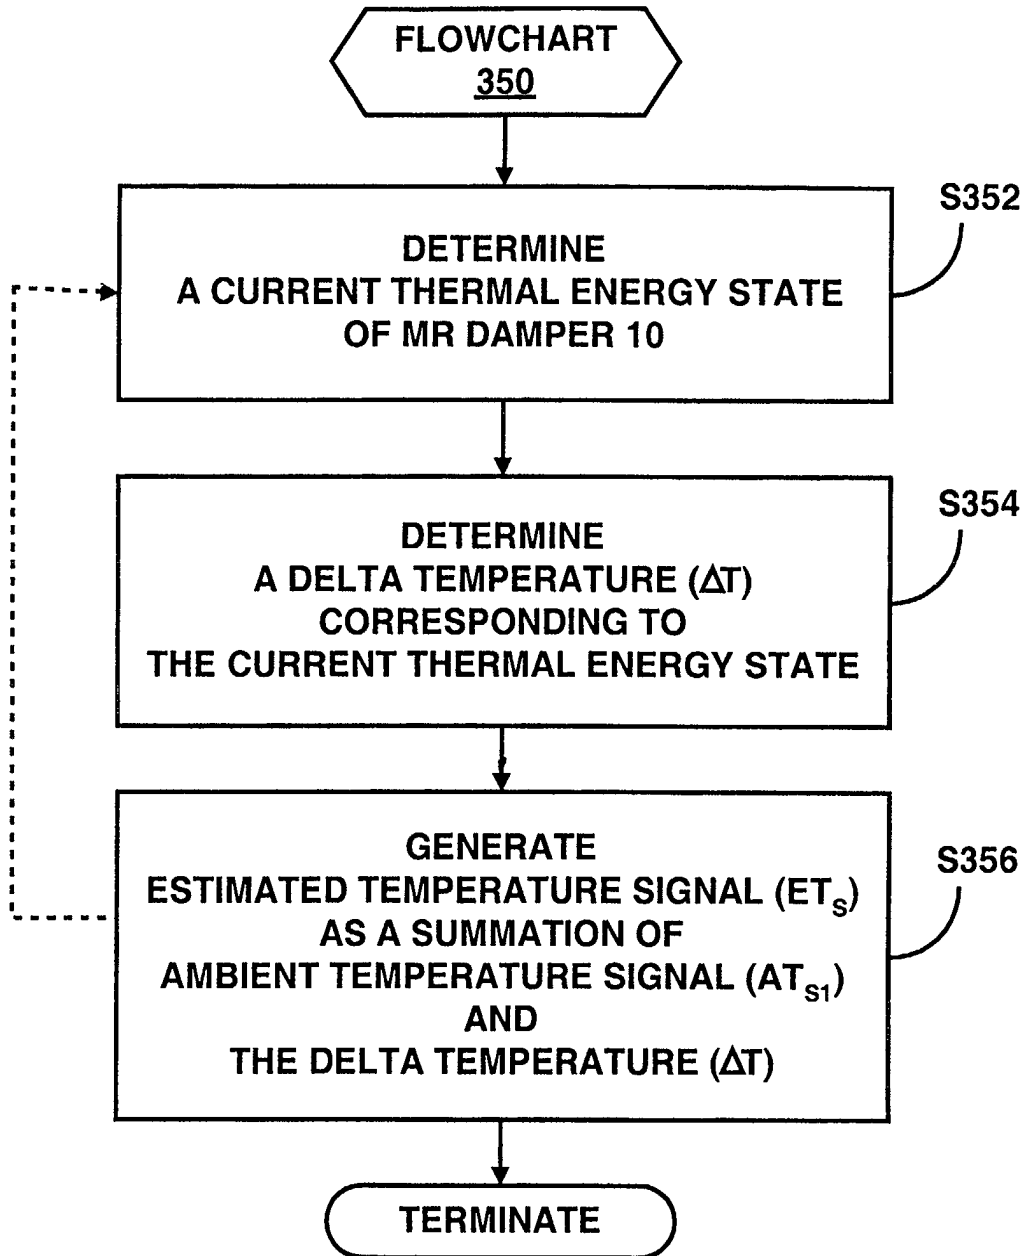 FLOWCHART
350
S352
DETERMINE
A CURRENT THERMAL ENERGY STATE
OF MR DAMPER 10
S354
DETERMINE
A DELTA TEMPERATURE (ΔT)
CORRESPONDING TO
THE CURRENT THERMAL ENERGY STATE
S356
GENERATE
ESTIMATED TEMPERATURE SIGNAL (ET_S)
AS A SUMMATION OF
AMBIENT TEMPERATURE SIGNAL (AT_S1)
AND
THE DELTA TEMPERATURE (ΔT)
TERMINATE